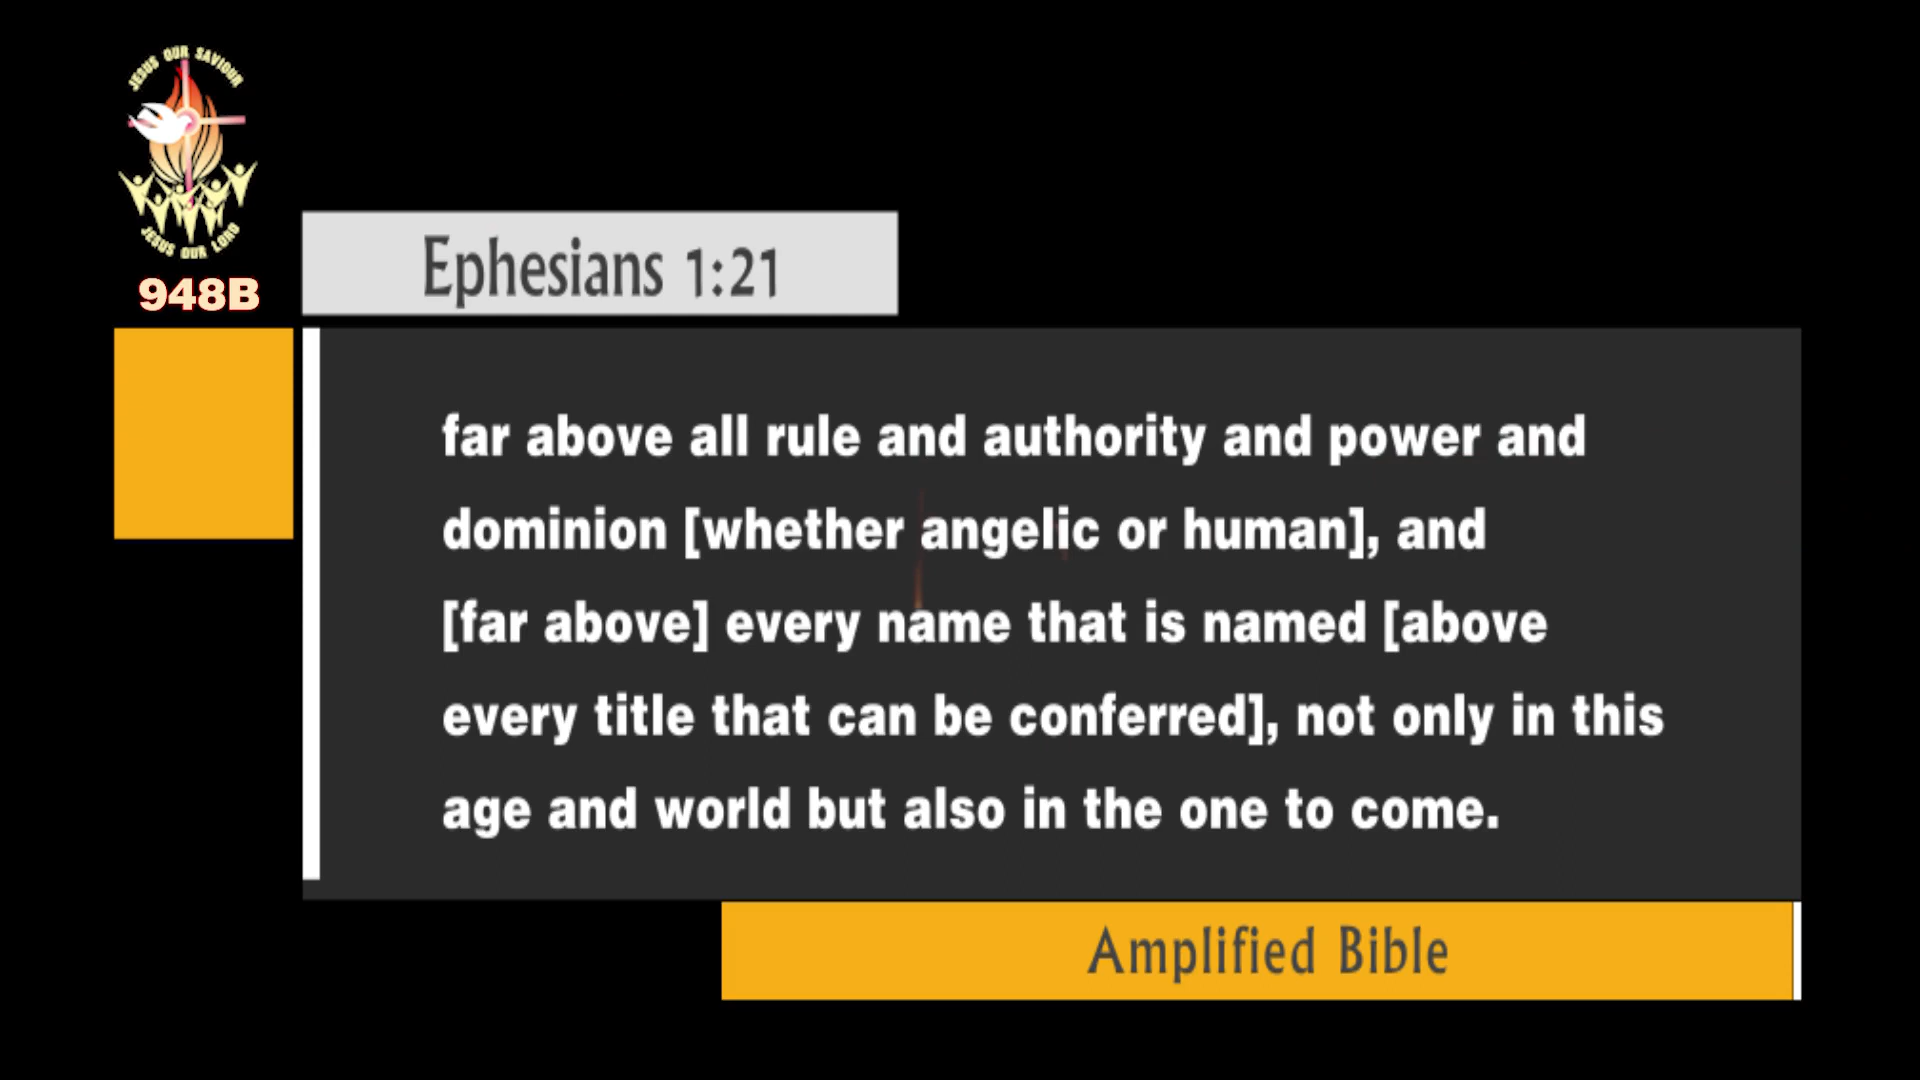 JESUS OUR SAVIOUR
JESUS OUR LORD
948B
Ephesians 1:21
far above all rule and authority and power and
dominion [whether angelic or human], and
[far above] every name that is named [above
every title that can be conferred], not only in this
age and world but also in the one to come.
Amplified Bible